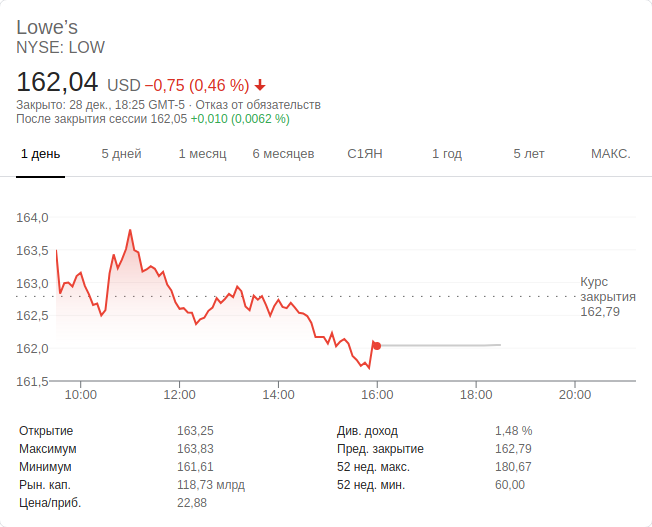 Lowe's
NYSE: LOW
162,04 USD −0,75 (0,46 %)
Закрыто: 28 дек., 18:25 GMT-5 · Отказ от обязательств
После закрытия сессии 162,05 +0,010 (0,0062 %)
1 день 5 дней 1 месяц 6 месяцев С1ЯН 1 год 5 лет МАКС.
164,0
163,5
163,0
162,5
162,0
161,5
Курс
закрытия
162,79
10:00 12:00 14:00 16:00 18:00 20:00
Открытие 163,25 Див. доход 1,48 %
Максимум 163,83 Пред. закрытие 162,79
Минимум 161,61 52 нед. макс. 180,67
Рын. кап. 118,73 млрд 52 нед. мин. 60,00
Цена/приб. 22,88